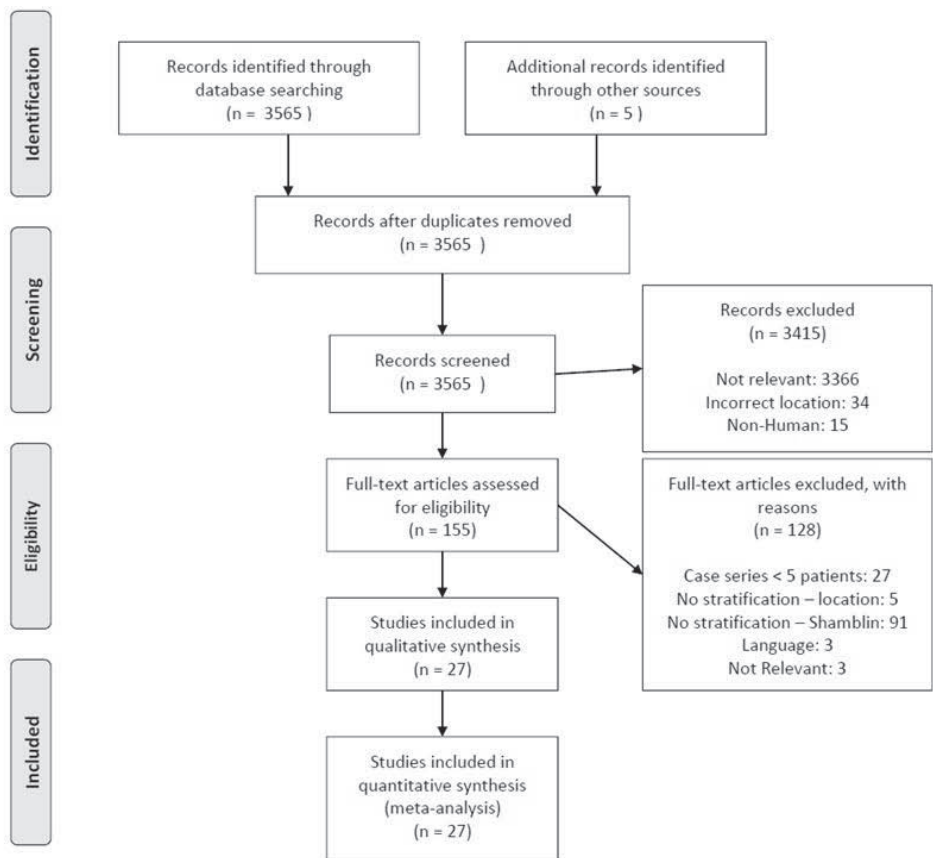 Identification
Records identified through
database searching
(n = 3565 )
Additional records identified
through other sources
(n = 5 )
Records after duplicates removed
(n = 3565 )
Screening
Records screened
(n = 3565 )
Records excluded
(n = 3415)
Not relevant: 3366
Incorrect location: 34
Non-Human: 15
Eligibility
Full-text articles assessed
for eligibility
(n = 155)
Full-text articles excluded, with
reasons
(n = 128)
Case series < 5 patients: 27
No stratification – location: 5
No stratification – Shamblin: 91
Language: 3
Not Relevant: 3
Studies included in
qualitative synthesis
(n = 27)
Included
Studies included in
quantitative synthesis
(meta-analysis)
(n = 27)